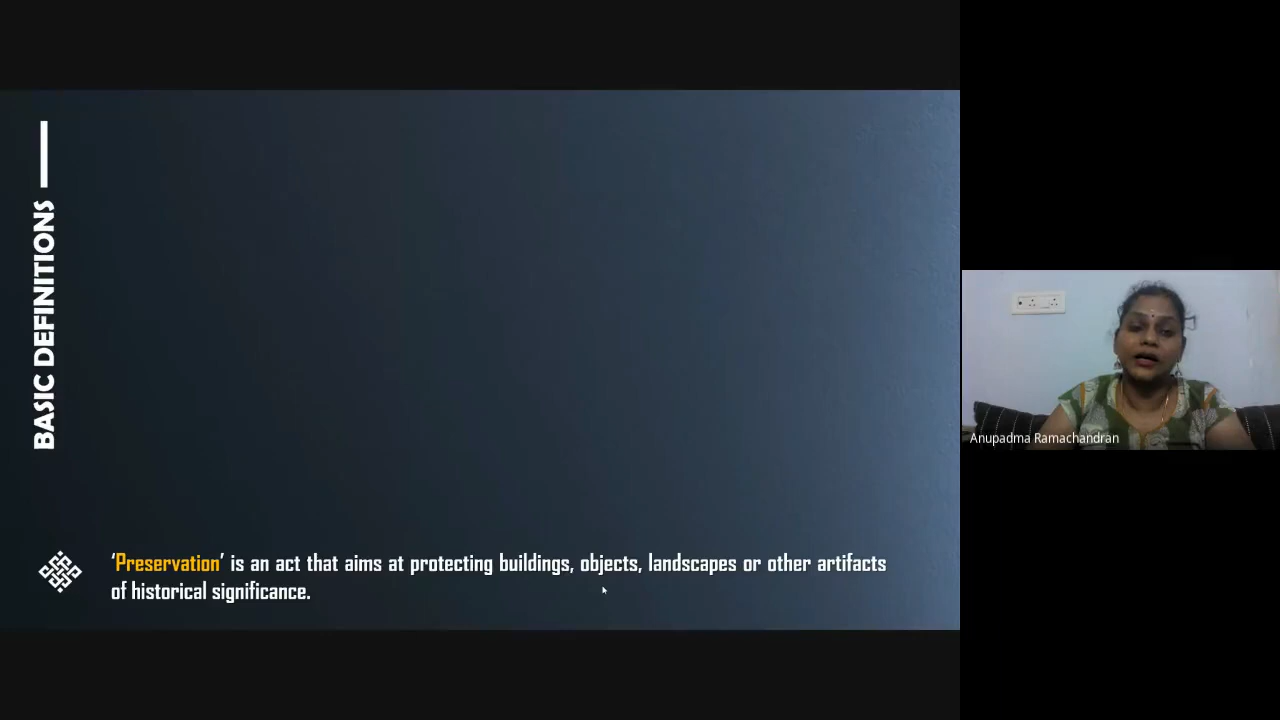 BASIC DEFINITIONS
‘Preservation’ is an act that aims at protecting buildings, objects, landscapes or other artifacts
of historical significance.
Anupadma Ramachandran